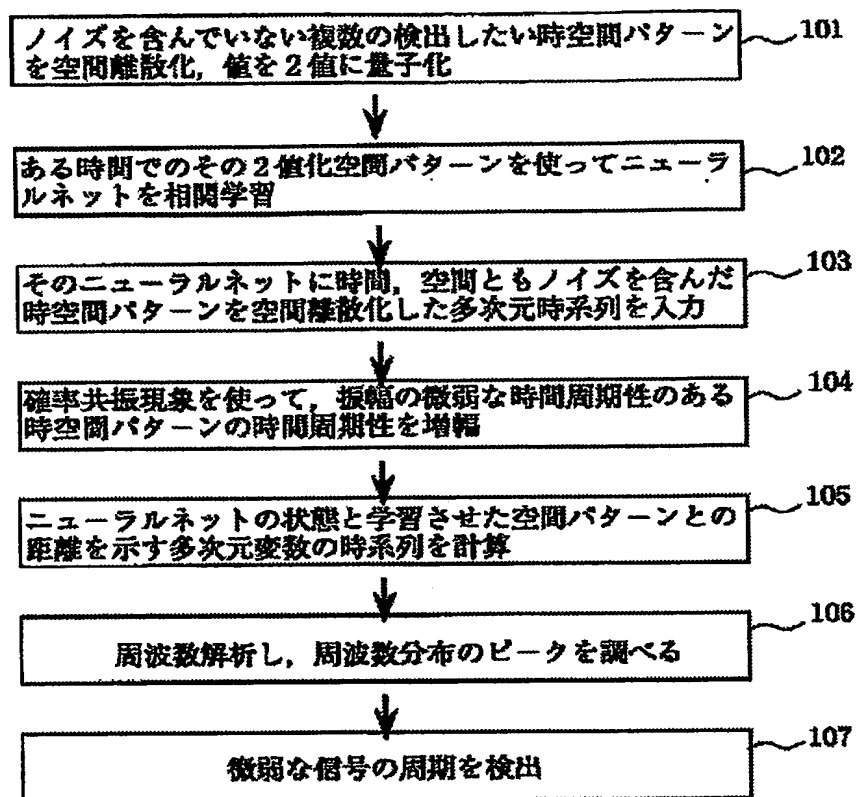 ノイズを含んでいない複数の検出したい時空間パターン
を空間離散化，値を２値に量子化
101
ある時間でのその２値化空間パターンを使ってニューラ
ルネットを相関学習
102
そのニューラルネットに時間，空間ともノイズを含んだ
時空間パターンを空間離散化した多次元時系列を入力
103
確率共振現象を使って，振幅の微弱な時間周期性のある
時空間パターンの時間周期性を増幅
104
ニューラルネットの状態と学習させた空間パターンとの
距離を示す多次元変数の時系列を計算
105
周波数解析し，周波数分布のピークを調べる
106
微弱な信号の周期を検出
107